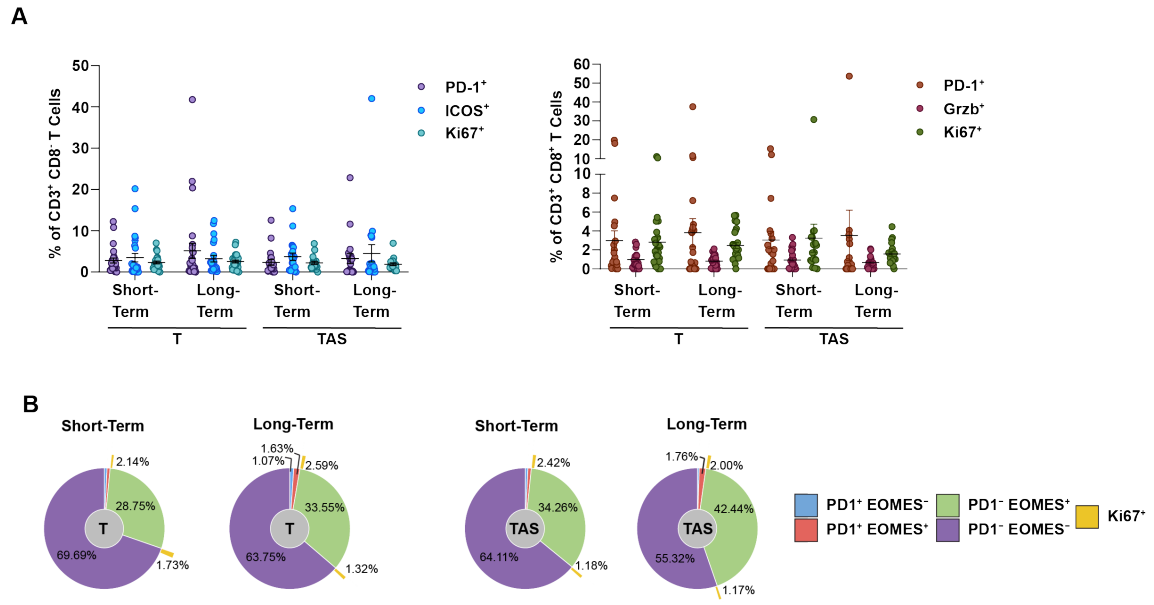 A
% of CD3⁺ CD8⁻ T Cells
50
40
30
20
10
0
PD-1⁺
ICOS⁺
Ki67⁺
Short-
Term
Long-
Term
Short-
Term
Long-
Term
T
TAS
% of CD3⁺ CD8⁺ T Cells
60
50
40
30
20
10
10
8
6
4
2
0
PD-1⁺
Grzb⁺
Ki67⁺
Short-
Term
Long-
Term
Short-
Term
Long-
Term
T
TAS
B
Short-Term
2.14%
28.75%
T
69.69%
1.73%
Long-Term
1.63%
1.07%
2.59%
33.55%
T
63.75%
1.32%
Short-Term
2.42%
34.26%
TAS
64.11%
1.18%
Long-Term
1.76%
2.00%
42.44%
TAS
55.32%
1.17%
PD1⁺ EOMES⁻
PD1⁻ EOMES⁺
PD1⁺ EOMES⁺
PD1⁻ EOMES⁻
Ki67⁺